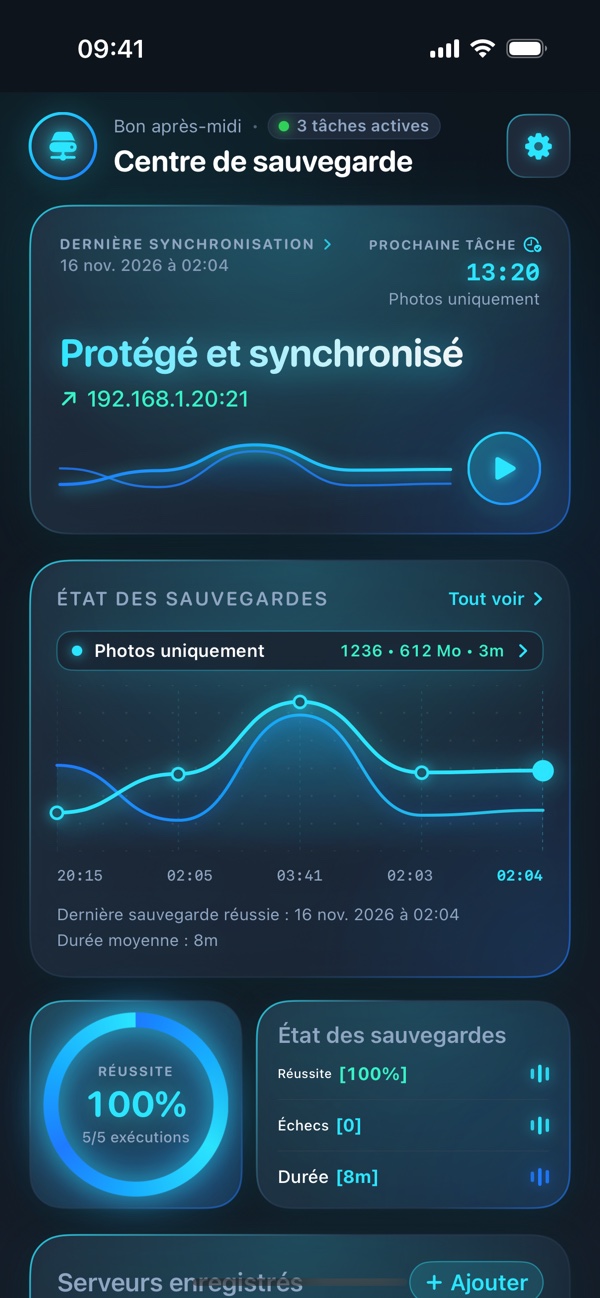 09:41
Bon après-midi · 3 tâches actives
Centre de sauvegarde
DERNIÈRE SYNCHRONISATION
16 nov. 2026 à 02:04
PROCHAINE TÂCHE
13:20
Photos uniquement
Protégé et synchronisé
192.168.1.20:21
ÉTAT DES SAUVEGARDES
Tout voir
Photos uniquement
1236 • 612 Mo • 3m
20:15 02:05 03:41 02:03 02:04
Dernière sauvegarde réussie : 16 nov. 2026 à 02:04
Durée moyenne : 8m
RÉUSSITE
100%
5/5 exécutions
État des sauvegardes
Réussite [100%]
Échecs [0]
Durée [8m]
Serveurs enregistrés
+ Ajouter